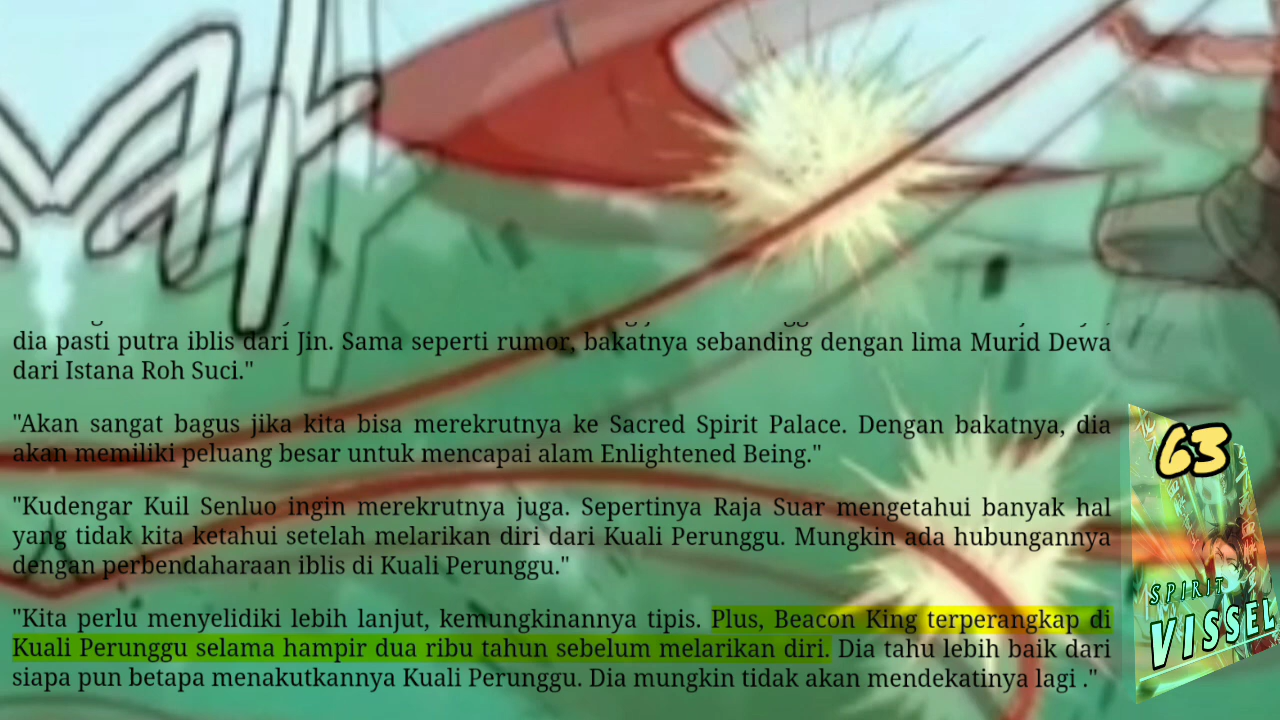 dia pasti putra iblis dari Jin. Sama seperti rumor, bakatnya sebanding dengan lima Murid Dewa
dari Istana Roh Suci."
"Akan sangat bagus jika kita bisa merekrutnya ke Sacred Spirit Palace. Dengan bakatnya, dia
akan memiliki peluang besar untuk mencapai alam Enlightened Being."
"Kudengar Kuil Senluo ingin merekrutnya juga. Sepertinya Raja Suar mengetahui banyak hal
yang tidak kita ketahui setelah melarikan diri dari Kuali Perunggu. Mungkin ada hubungannya
dengan perbendaharaan iblis di Kuali Perunggu."
"Kita perlu menyelidiki lebih lanjut, kemungkinannya tipis. Plus, Beacon King terperangkap di
Kuali Perunggu selama hampir dua ribu tahun sebelum melarikan diri. Dia tahu lebih baik dari
siapa pun betapa menakutkannya Kuali Perunggu. Dia mungkin tidak akan mendekatinya lagi ."
63
SPIRIT
VISSEL